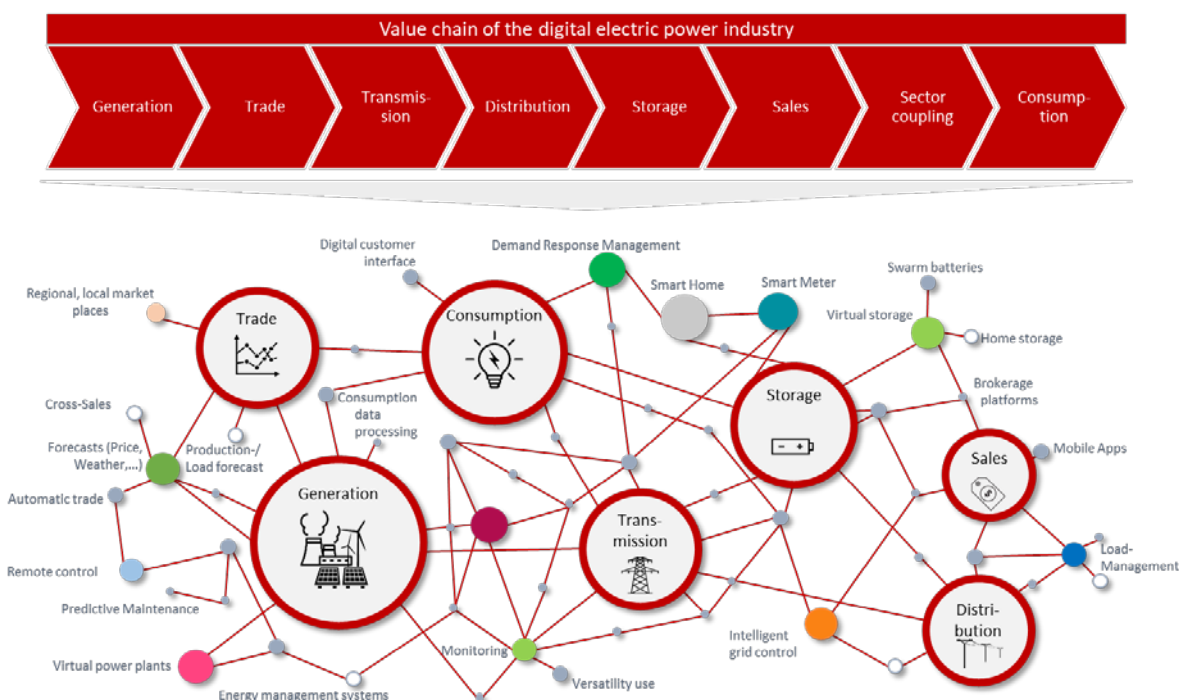 Value chain of the digital electric power industry
Generation
Trade
Transmis-
sion
Distribution
Storage
Sales
Sector
coupling
Consump-
tion
Digital customer
interface
Demand Response Management
Swarm batteries
Regional, local market
places
Smart Home
Smart Meter
Trade
Consumption
Virtual storage
Home storage
Cross-Sales
Consumption
data
processing
Storage
Brokerage
platforms
Forecasts (Price,
Weather,...)
Production-/
Load forecast
Sales
$
Mobile Apps
Automatic trade
Generation
Trans-
mission
Remote control
Load-
Management
Predictive Maintenance
Distri-
bution
Intelligent
grid control
Monitoring
Virtual power plants
Versatility use
Energy management systems